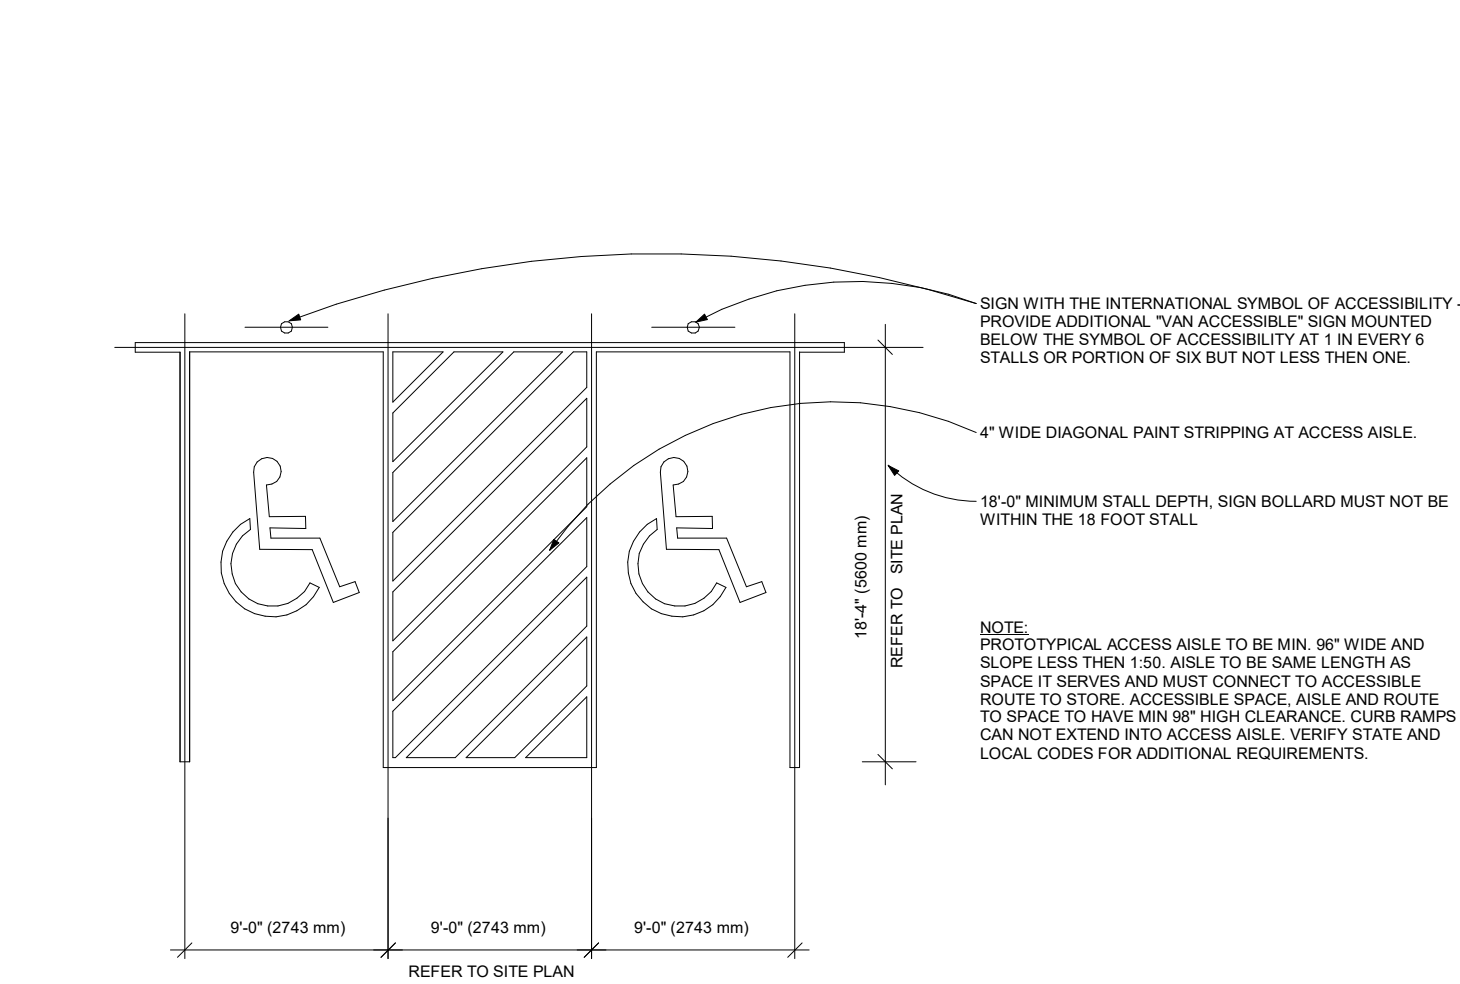 SIGN WITH THE INTERNATIONAL SYMBOL OF ACCESSIBILITY -
PROVIDE ADDITIONAL "VAN ACCESSIBLE" SIGN MOUNTED
BELOW THE SYMBOL OF ACCESSIBILITY AT 1 IN EVERY 6
STALLS OR PORTION OF SIX BUT NOT LESS THEN ONE.
4" WIDE DIAGONAL PAINT STRIPPING AT ACCESS AISLE.
18'-0" MINIMUM STALL DEPTH, SIGN BOLLARD MUST NOT BE
WITHIN THE 18 FOOT STALL
18'-4" (5600 mm)
REFER TO SITE PLAN
NOTE:
PROTOTYPICAL ACCESS AISLE TO BE MIN. 96" WIDE AND
SLOPE LESS THEN 1:50. AISLE TO BE SAME LENGTH AS
SPACE IT SERVES AND MUST CONNECT TO ACCESSIBLE
ROUTE TO STORE. ACCESSIBLE SPACE, AISLE AND ROUTE
TO SPACE TO HAVE MIN 98" HIGH CLEARANCE. CURB RAMPS
CAN NOT EXTEND INTO ACCESS AISLE. VERIFY STATE AND
LOCAL CODES FOR ADDITIONAL REQUIREMENTS.
9'-0" (2743 mm)
9'-0" (2743 mm)
9'-0" (2743 mm)
REFER TO SITE PLAN